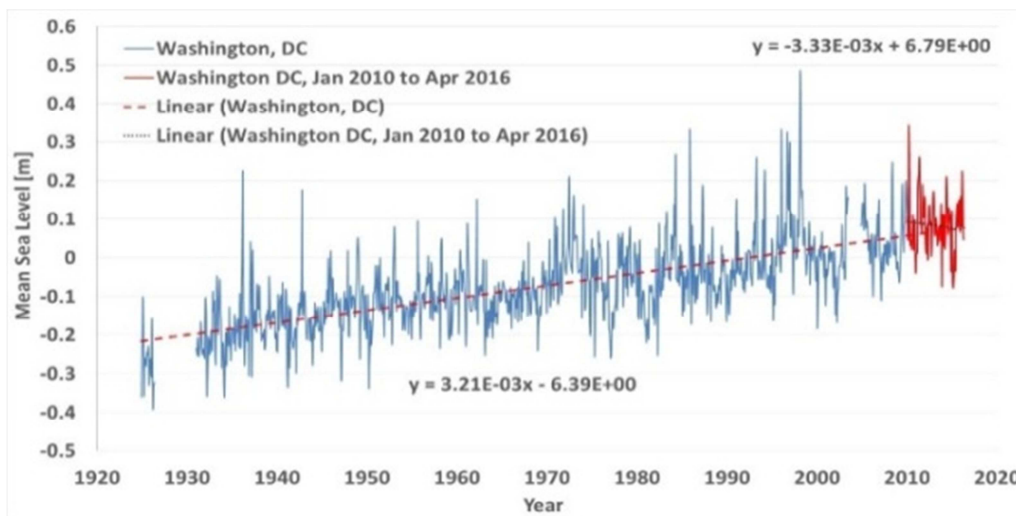 0.6
0.5
0.4
0.3
0.2
0.1
0
-0.1
-0.2
-0.3
-0.4
-0.5
Mean Sea Level [m]
Washington, DC
Washington DC, Jan 2010 to Apr 2016
Linear (Washington, DC)
Linear (Washington DC, Jan 2010 to Apr 2016)
y = -3.33E-03x + 6.79E+00
y = 3.21E-03x - 6.39E+00
1920 1930 1940 1950 1960 1970 1980 1990 2000 2010 2020
Year